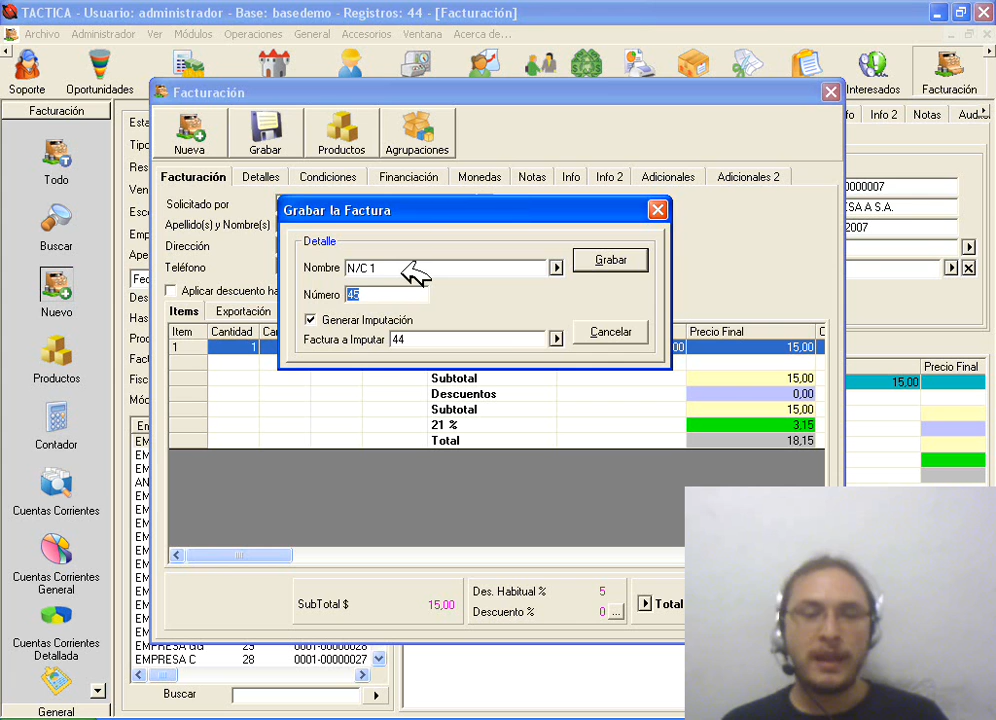 TACTICA - Usuario: administrador - Base: basedemo - Registros: 44 - [Facturación]
Archivo Administrador Ver Módulos Operaciones General Accesorios Ventana Acerca de...
Soporte Oportunidades Interesados Facturación
Facturación
Todo
Buscar
Nuevo
Productos
Contador
Cuentas Corrientes
Cuentas Corrientes General
Cuentas Corrientes Detallada
General
Facturación
Nueva Grabar Productos Agrupaciones
Facturación Detalles Condiciones Financiación Monedas Notas Info Info 2 Adicionales Adicionales 2
Solicitado por
Apellido(s) y Nombre(s)
Dirección
Teléfono
Aplicar descuento ha
Items Exportación
Item Cantidad Precio Final
1 1 00 15,00
Subtotal 15,00
Descuentos 0,00
Subtotal 15,00
21 % 3,15
Total 18,15
SubTotal $ 15,00
Des. Habitual % 5
Descuento % 0 ...
Total
Grabar la Factura
Detalle
Nombre N/C 1
Grabar
Número 45
Generar Imputación
Factura a Imputar 44
Cancelar
Info 2 Notas
0000007
ESA A S.A.
2007
Precio Final
15,00
EMPRESA GG 29 0001-00000028
EMPRESA C 28 0001-00000027
Buscar